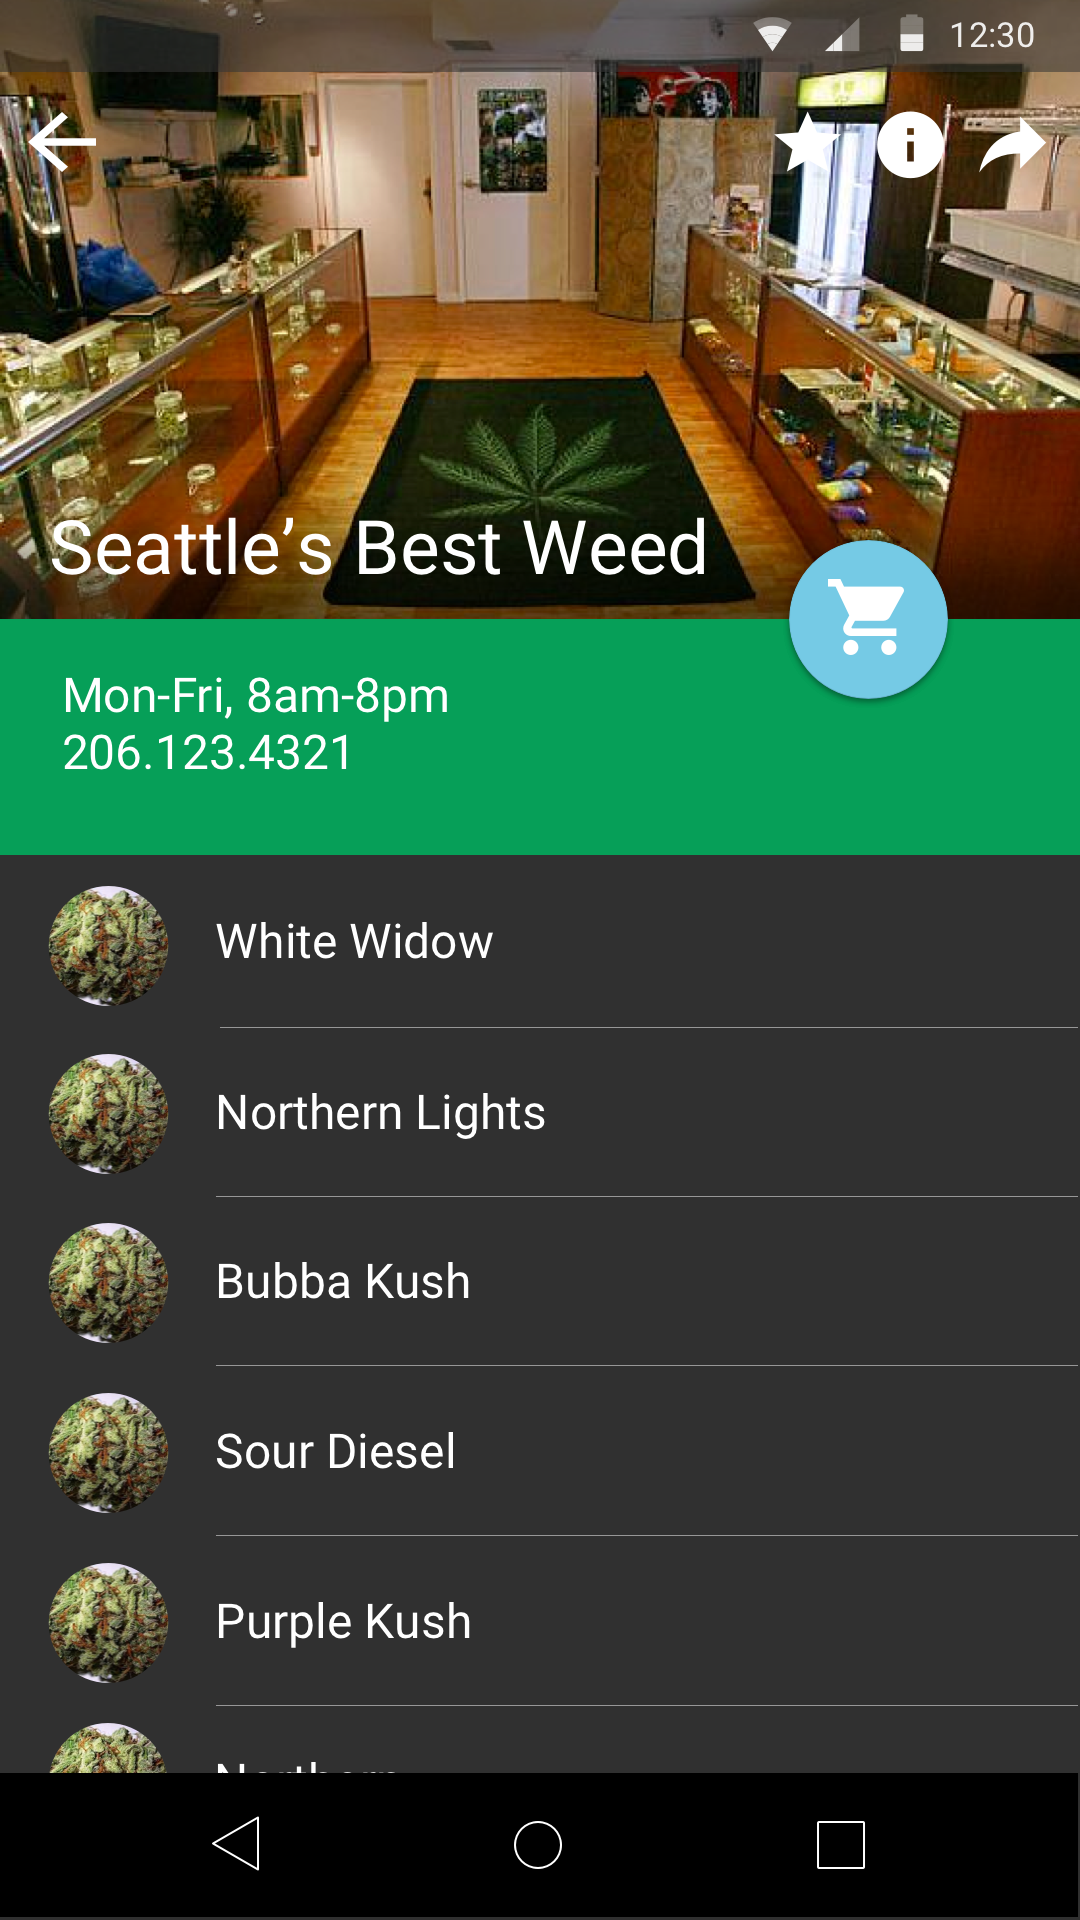 12:30
Seattle’s Best Weed
Mon-Fri, 8am-8pm
206.123.4321
White Widow
Northern Lights
Bubba Kush
Sour Diesel
Purple Kush
Northern